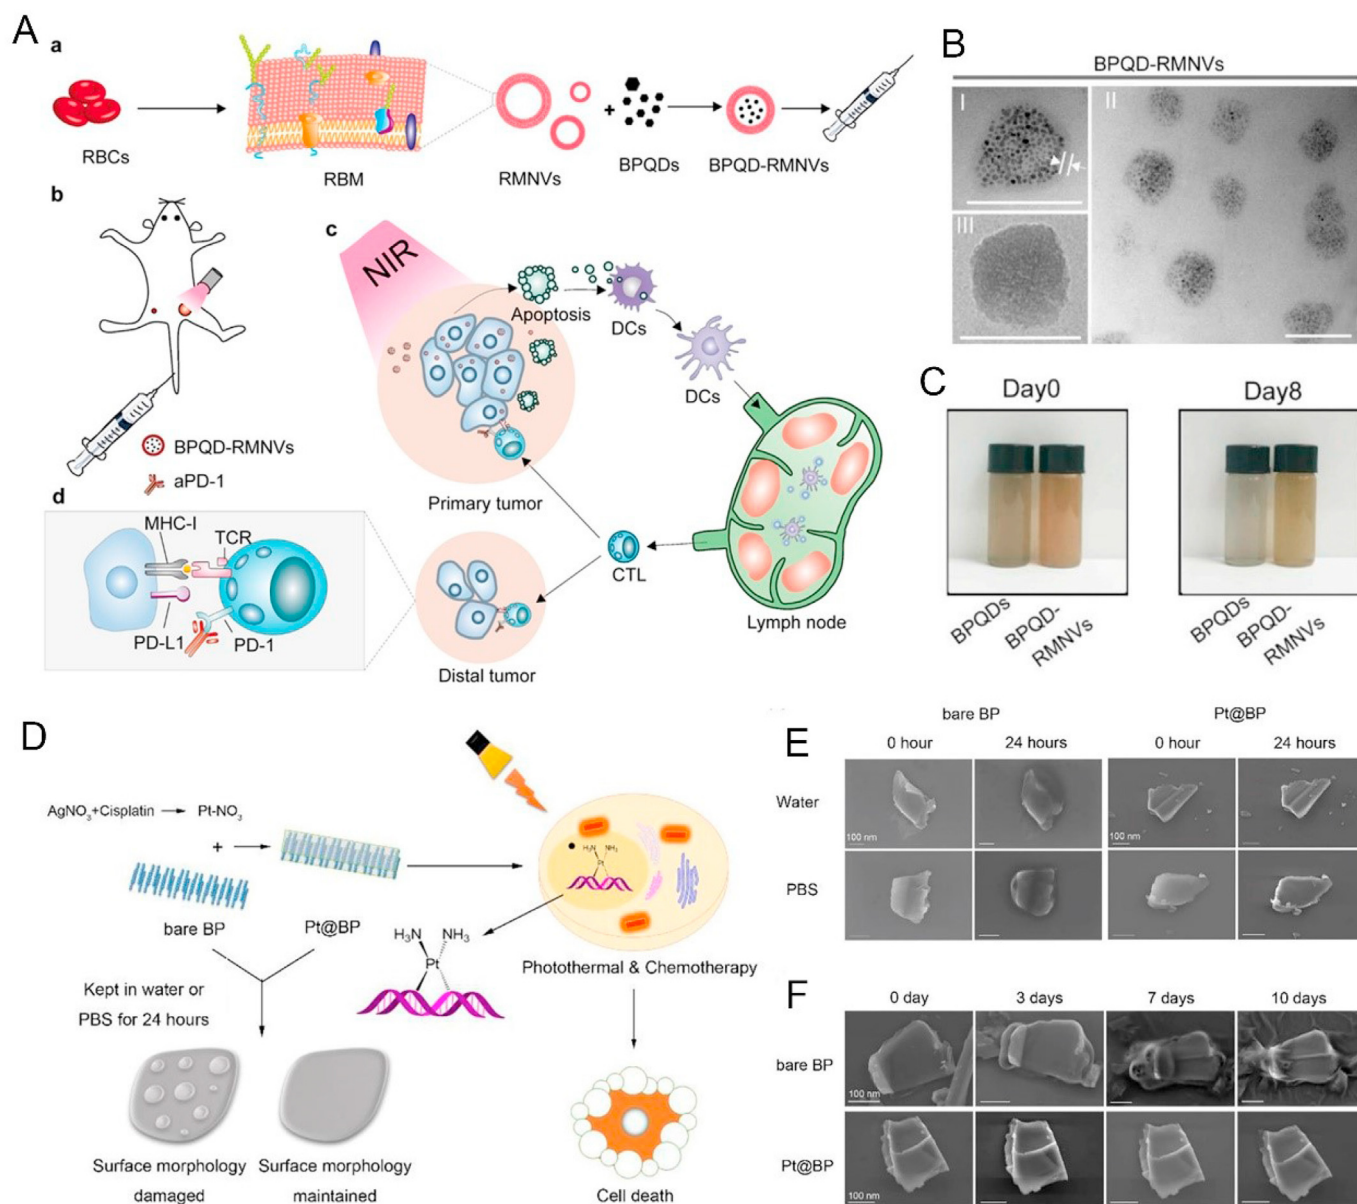 A
a
RBCs
RBM
RMNVs
+
BPQDs
BPQD-RMNVs
b
BPQD-RMNVs
aPD-1
c
NIR
Apoptosis
DCs
DCs
Primary tumor
CTL
Lymph node
Distal tumor
d
MHC-I
TCR
PD-L1
PD-1
B
BPQD-RMNVs
I
II
III
C
Day0
Day8
BPQDs
BPQD-
RMNVs
BPQDs
BPQD-
RMNVs
D
AgNO3+Cisplatin
Pt-NO3
+
bare BP
Pt@BP
Kept in water or
PBS for 24 hours
Surface morphology
damaged
Surface morphology
maintained
H3N NH3
Pt
H3N NH3
Pt
Photothermal & Chemotherapy
Cell death
E
bare BP
Pt@BP
0 hour
24 hours
0 hour
24 hours
Water
100 nm
100 nm
PBS
F
0 day
3 days
7 days
10 days
bare BP
100 nm
Pt@BP
100 nm